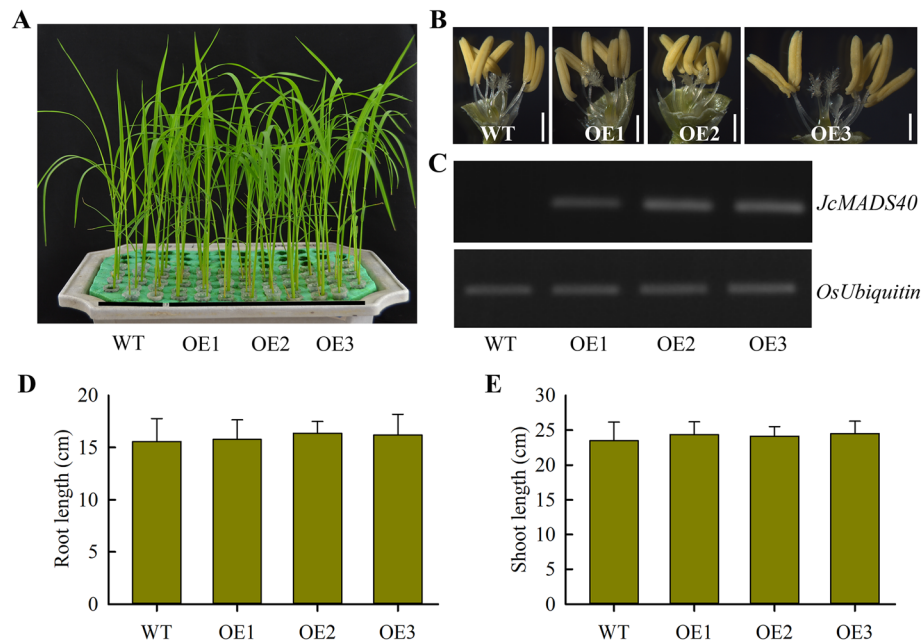 A
WT OE1 OE2 OE3
B
WT OE1 OE2 OE3
C
JcMADS40
OsUbiquitin
WT OE1 OE2 OE3
D
Root length (cm)
20
15
10
5
0
WT OE1 OE2 OE3
E
Shoot length (cm)
30
25
20
15
10
5
0
WT OE1 OE2 OE3